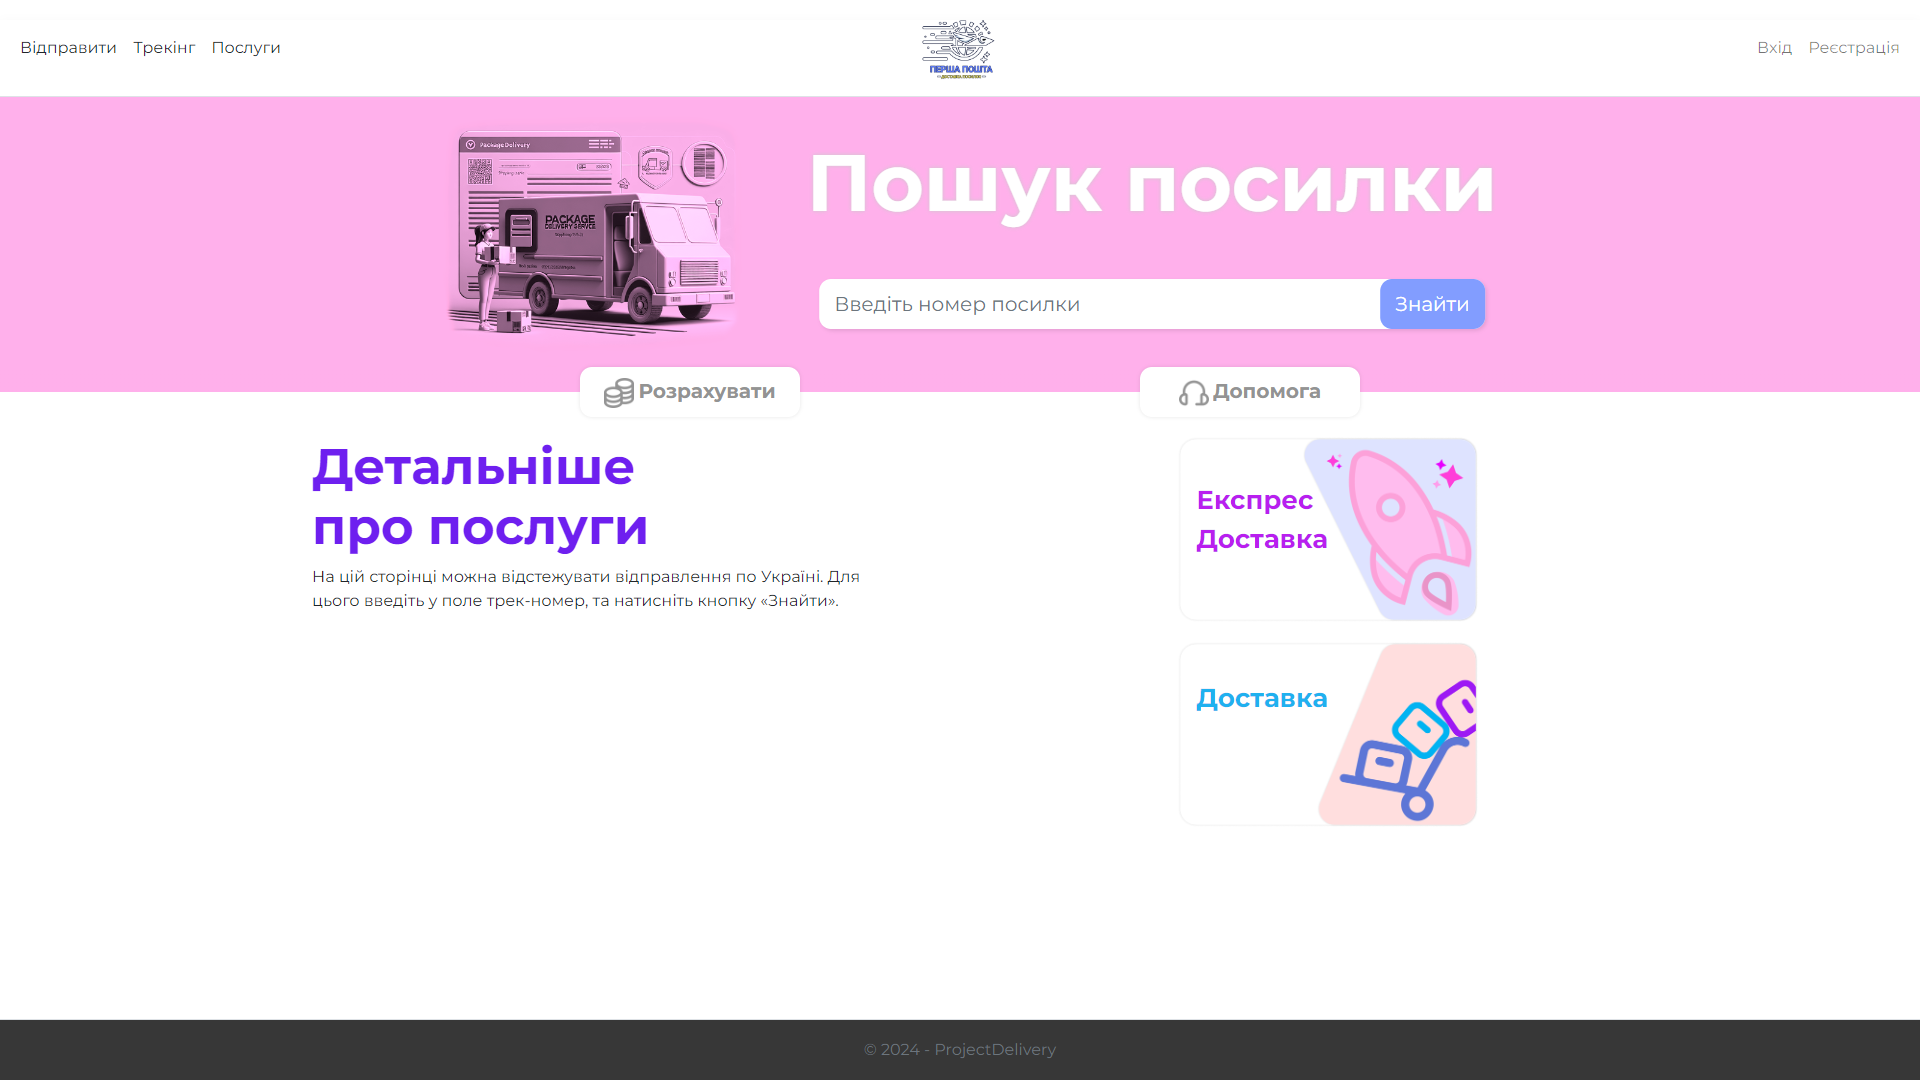 Відправити Трекінг Послуги
ПЕРША ПОШТА
Вхід Реєстрація
Package Delivery
PACKAGE
DELIVERY SERVICE
Пошук посилки
Введіть номер посилки
Знайти
Розрахувати
Допомога
Детальніше
про послуги
На цій сторінці можна відстежувати відправлення по Україні. Для
цього введіть у поле трек-номер, та натисніть кнопку «Знайти».
Експрес
Доставка
Доставка
© 2024 - ProjectDelivery